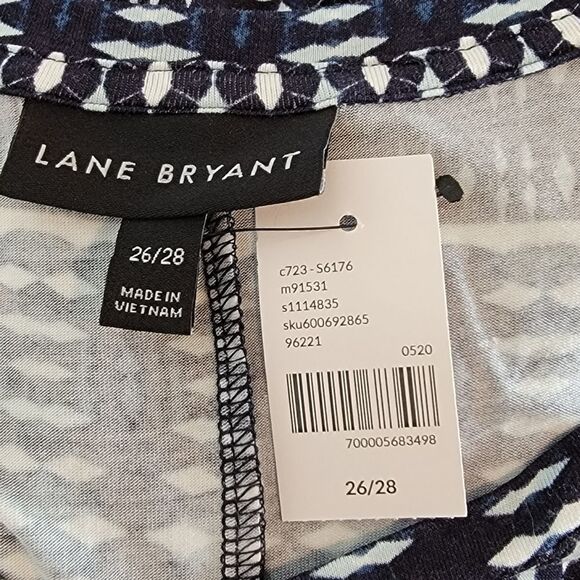 LANE BRYANT
26/28
MADE IN
VIETNAM
c723 - S6176
m91531
s1114835
sku600692865
96221
0520
700005683498
26/28